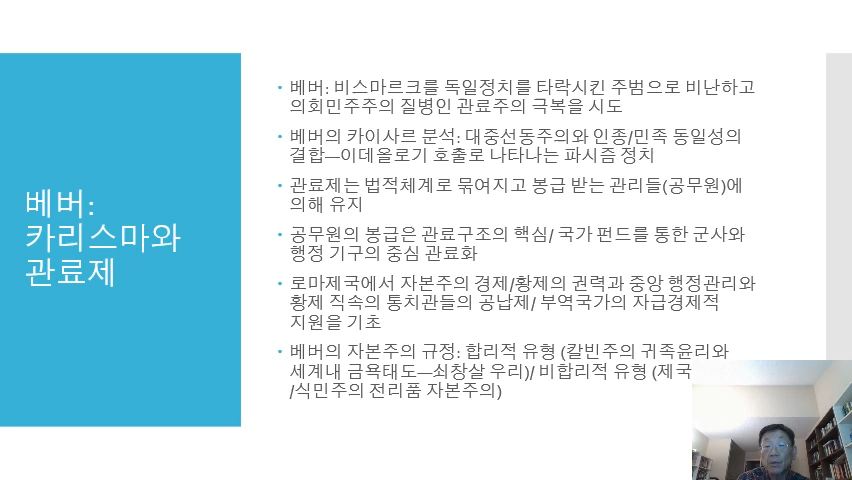 베버:
카리스마와
관료제
• 베버: 비스마르크를 독일정치를 타락시킨 주범으로 비난하고
의회민주주의 질병인 관료주의 극복을 시도
• 베버의 카이사르 분석: 대중선동주의와 인종/민족 동일성의
결합—이데올로기 호출로 나타나는 파시즘 정치
• 관료제는 법적체계로 묶여지고 봉급 받는 관리들(공무원)에
의해 유지
• 공무원의 봉급은 관료구조의 핵심/ 국가 펀드를 통한 군사와
행정 기구의 중심 관료화
• 로마제국에서 자본주의 경제/황제의 권력과 중앙 행정관리와
황제 직속의 통치관들의 공납제/ 부역국가의 자급경제적
지원을 기초
• 베버의 자본주의 규정: 합리적 유형 (칼빈주의 귀족윤리와
세계내 금욕태도—쇠창살 우리)/ 비합리적 유형 (제국
/식민주의 전리품 자본주의)